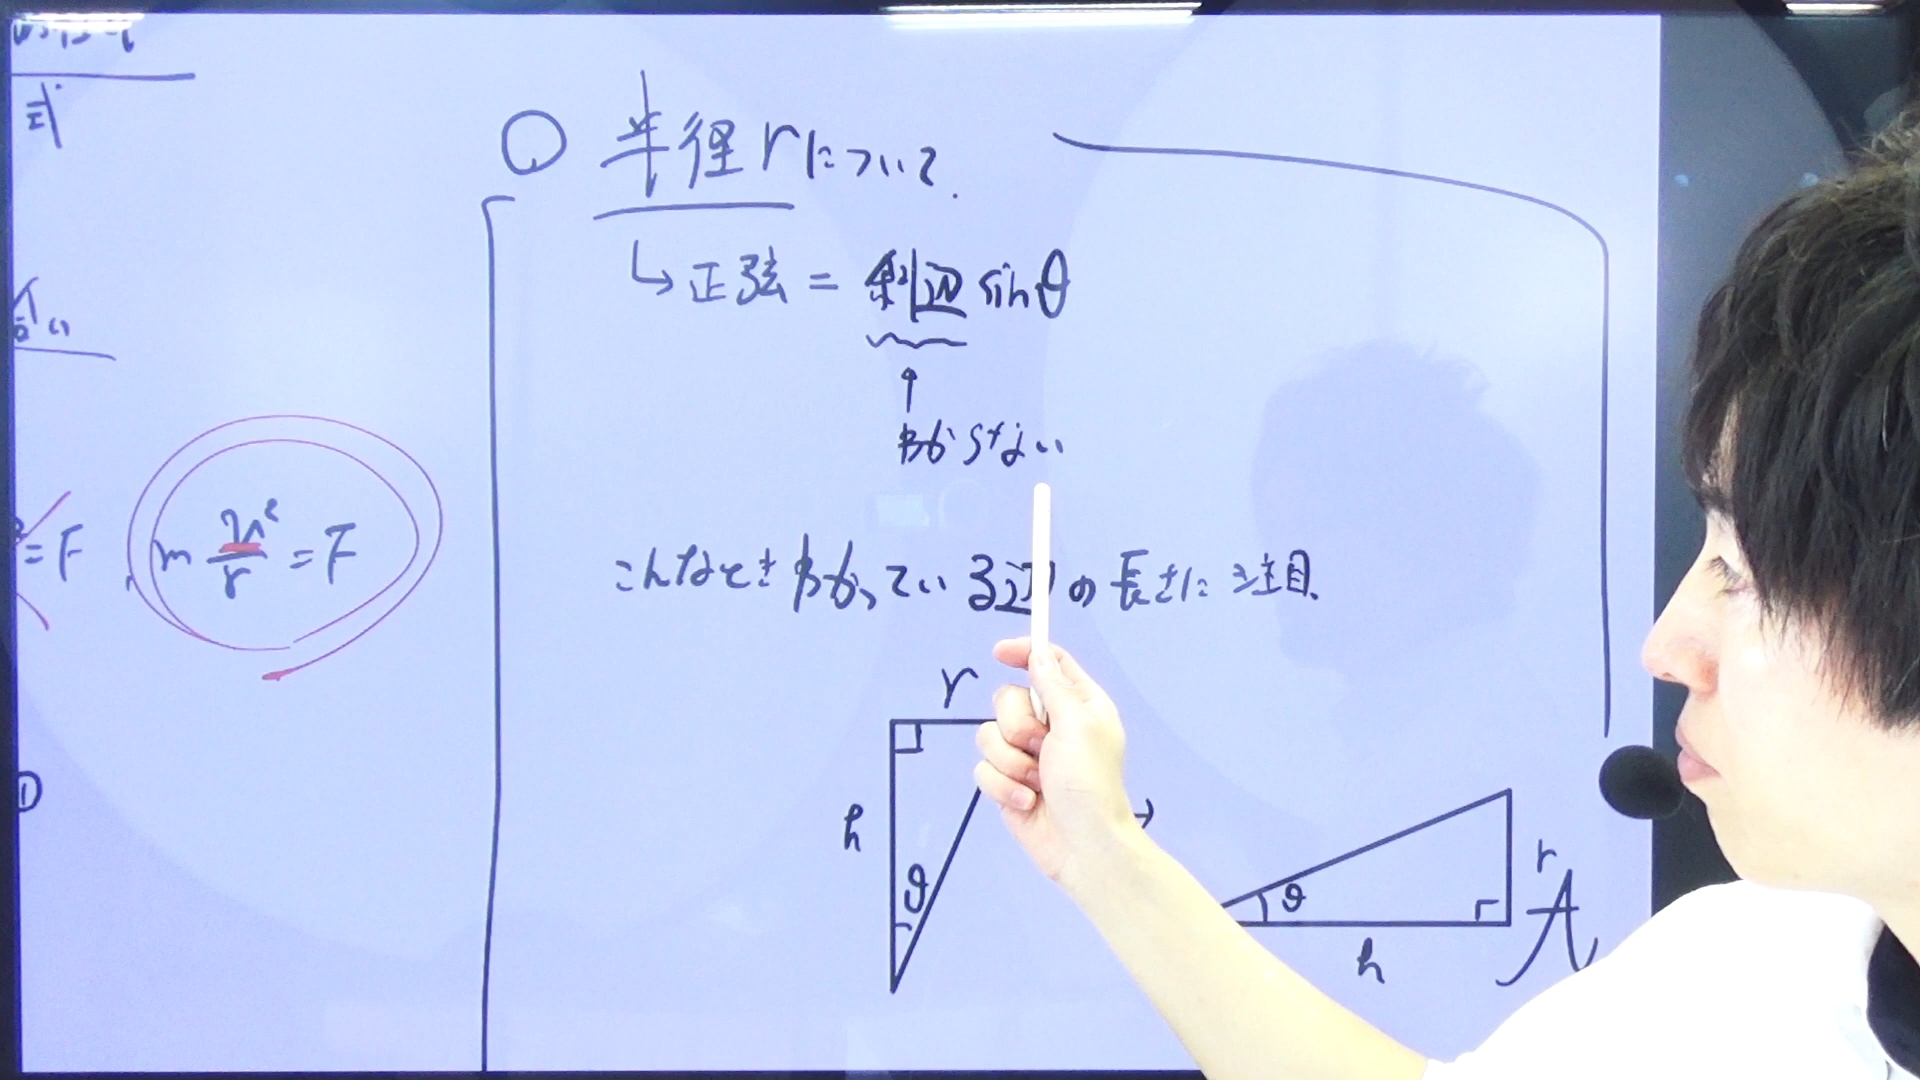 式
= F
m v²/r = F
①
○ 半径rについて.
↳ 正弦 = 斜辺 sinθ
↑
わからない
こんなときわかっている辺の長さに注目.
r
h
θ
→
θ
h
r